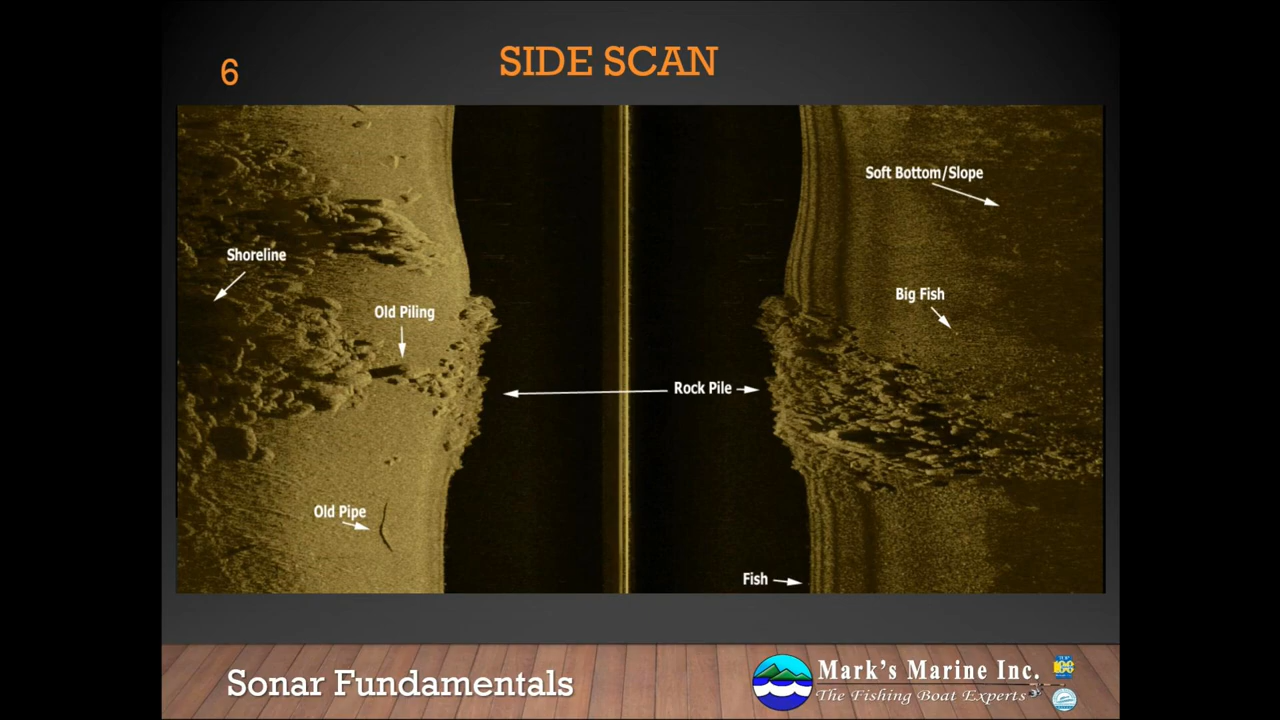 6
SIDE SCAN
Soft Bottom/Slope
Shoreline
Big Fish
Old Piling
Rock Pile
Old Pipe
Fish
Sonar Fundamentals
Mark's Marine Inc.
The Fishing Boat Experts